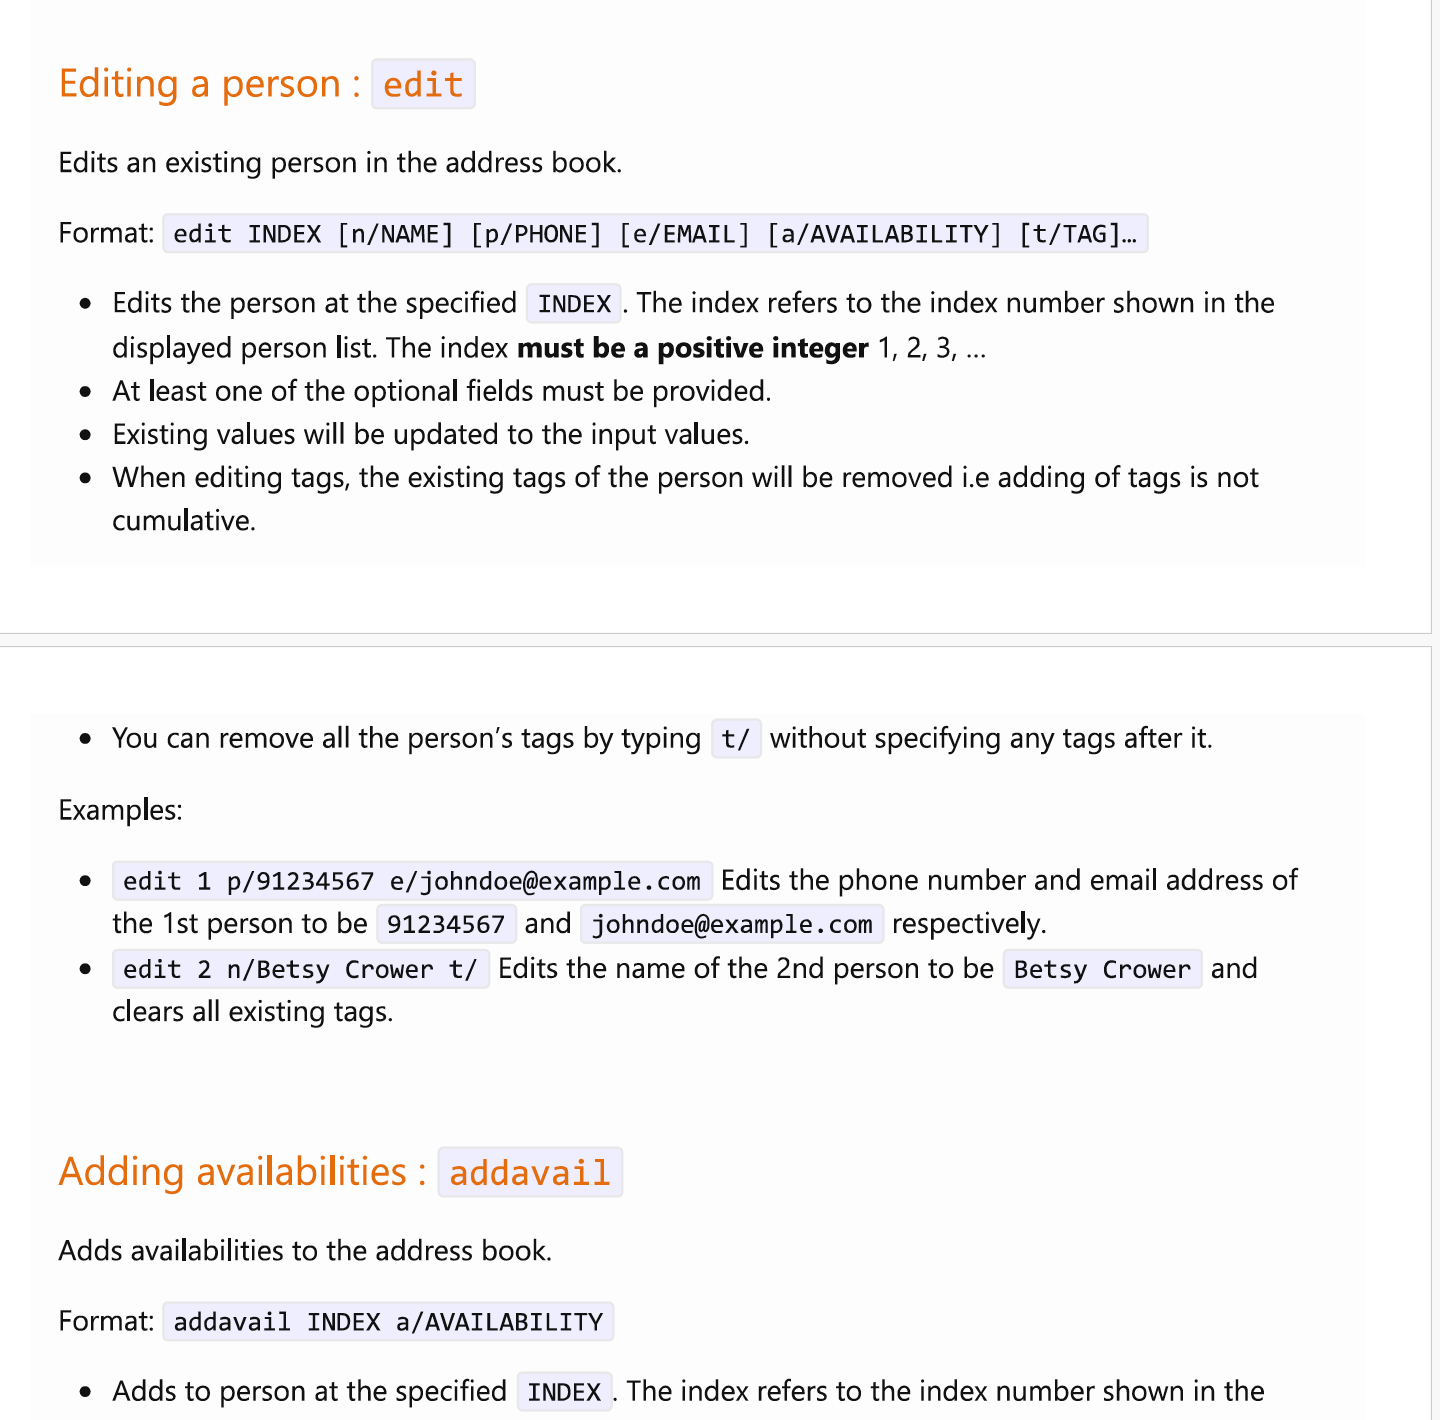 Editing a person : edit
Edits an existing person in the address book.
Format: edit INDEX [n/NAME] [p/PHONE] [e/EMAIL] [a/AVAILABILITY] [t/TAG]…
• Edits the person at the specified INDEX. The index refers to the index number shown in the
displayed person list. The index must be a positive integer 1, 2, 3, …
• At least one of the optional fields must be provided.
• Existing values will be updated to the input values.
• When editing tags, the existing tags of the person will be removed i.e adding of tags is not
cumulative.
• You can remove all the person’s tags by typing t/ without specifying any tags after it.
Examples:
• edit 1 p/91234567 e/johndoe@example.com Edits the phone number and email address of
the 1st person to be 91234567 and johndoe@example.com respectively.
• edit 2 n/Betsy Crower t/ Edits the name of the 2nd person to be Betsy Crower and
clears all existing tags.
Adding availabilities : addavail
Adds availabilities to the address book.
Format: addavail INDEX a/AVAILABILITY
• Adds to person at the specified INDEX. The index refers to the index number shown in the